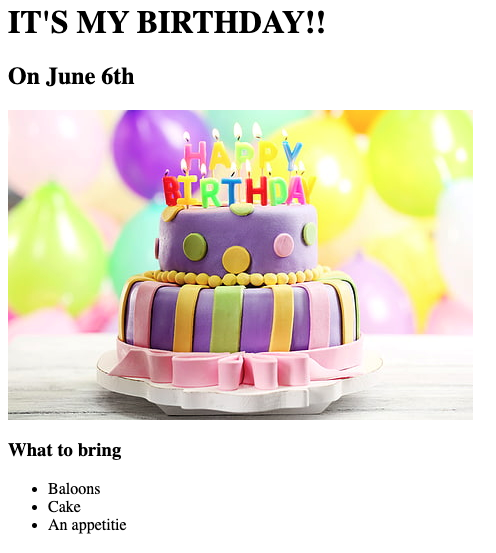 IT'S MY BIRTHDAY!!
On June 6th
HAPPY
BIRTHDAY
What to bring
Baloons
Cake
An appetitie